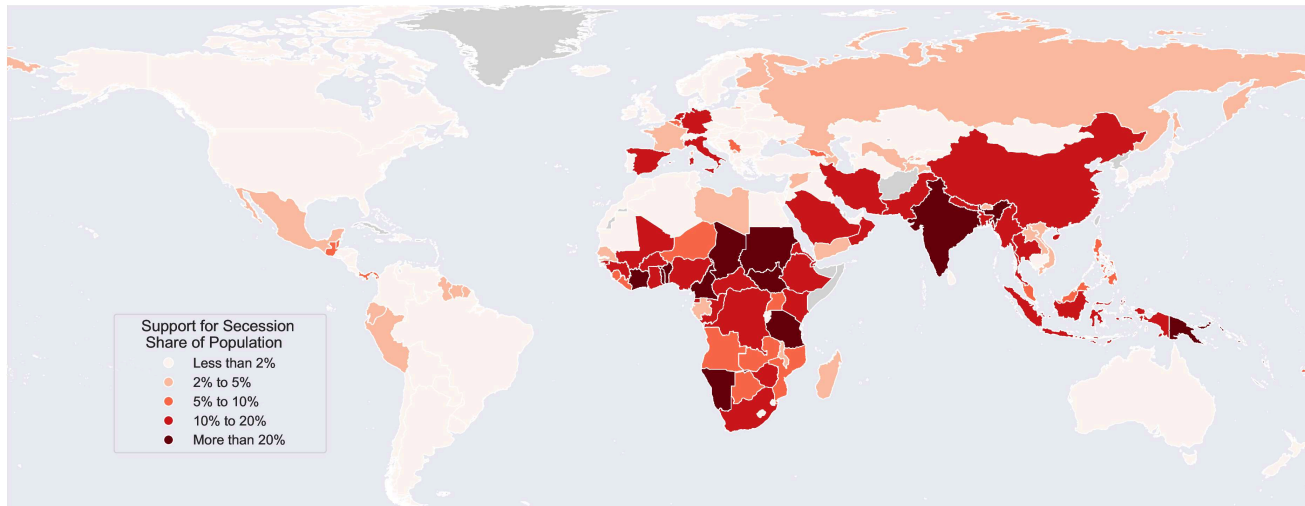 Support for Secession
Share of Population
Less than 2%
2% to 5%
5% to 10%
10% to 20%
More than 20%